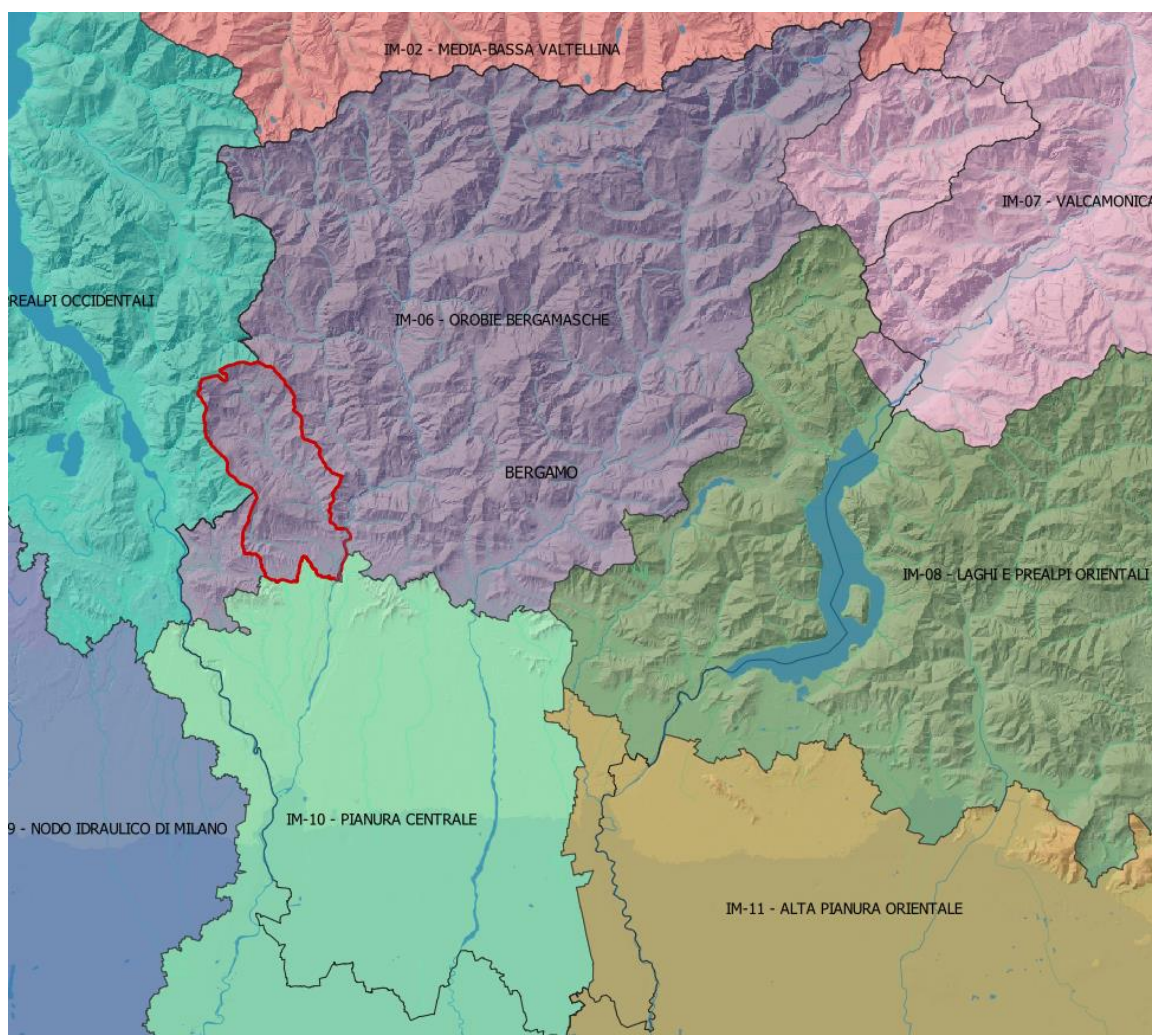 IM-02 - MEDIA-BASSA VALTELLINA
IM-07 - VALCAMONICA
PREALPI OCCIDENTALI
IM-06 - OROBIE BERGAMASCHE
BERGAMO
IM-08 - LAGHI E PREALPI ORIENTALI
IM-10 - PIANURA CENTRALE
9 - NODO IDRAULICO DI MILANO
IM-11 - ALTA PIANURA ORIENTALE